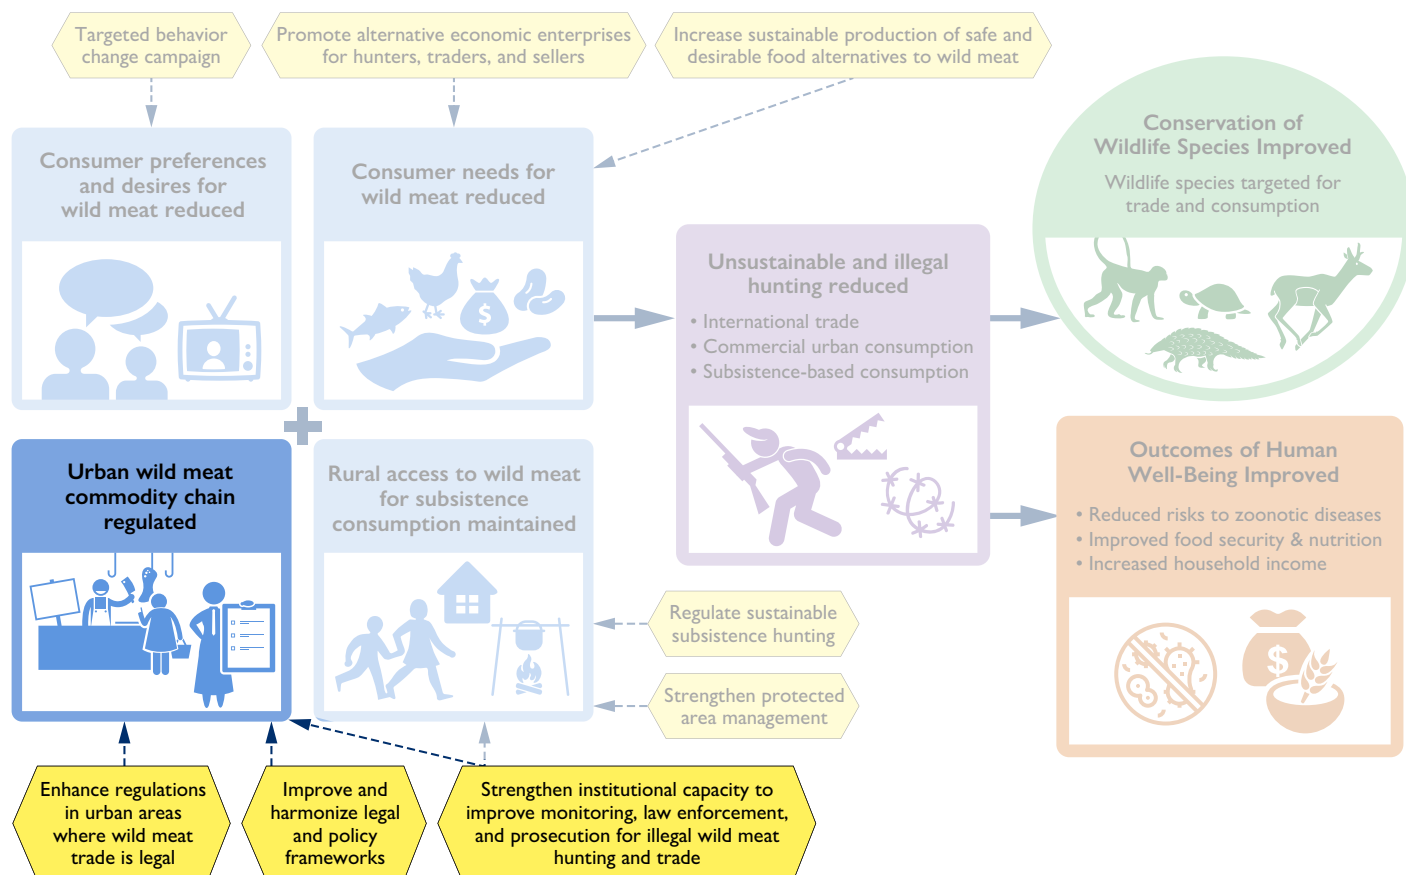 Targeted behavior
change campaign
Promote alternative economic enterprises
for hunters, traders, and sellers
Increase sustainable production of safe and
desirable food alternatives to wild meat
Consumer preferences
and desires for
wild meat reduced
Consumer needs for
wild meat reduced
$
Unsustainable and illegal
hunting reduced
• International trade
• Commercial urban consumption
• Subsistence-based consumption
Conservation of
Wildlife Species Improved
Wildlife species targeted for
trade and consumption
Urban wild meat
commodity chain
regulated
Rural access to wild meat
for subsistence
consumption maintained
Outcomes of Human
Well-Being Improved
• Reduced risks to zoonotic diseases
• Improved food security & nutrition
• Increased household income
$
Regulate sustainable
subsistence hunting
Strengthen protected
area management
Enhance regulations
in urban areas
where wild meat
trade is legal
Improve and
harmonize legal
and policy
frameworks
Strengthen institutional capacity to
improve monitoring, law enforcement,
and prosecution for illegal wild meat
hunting and trade